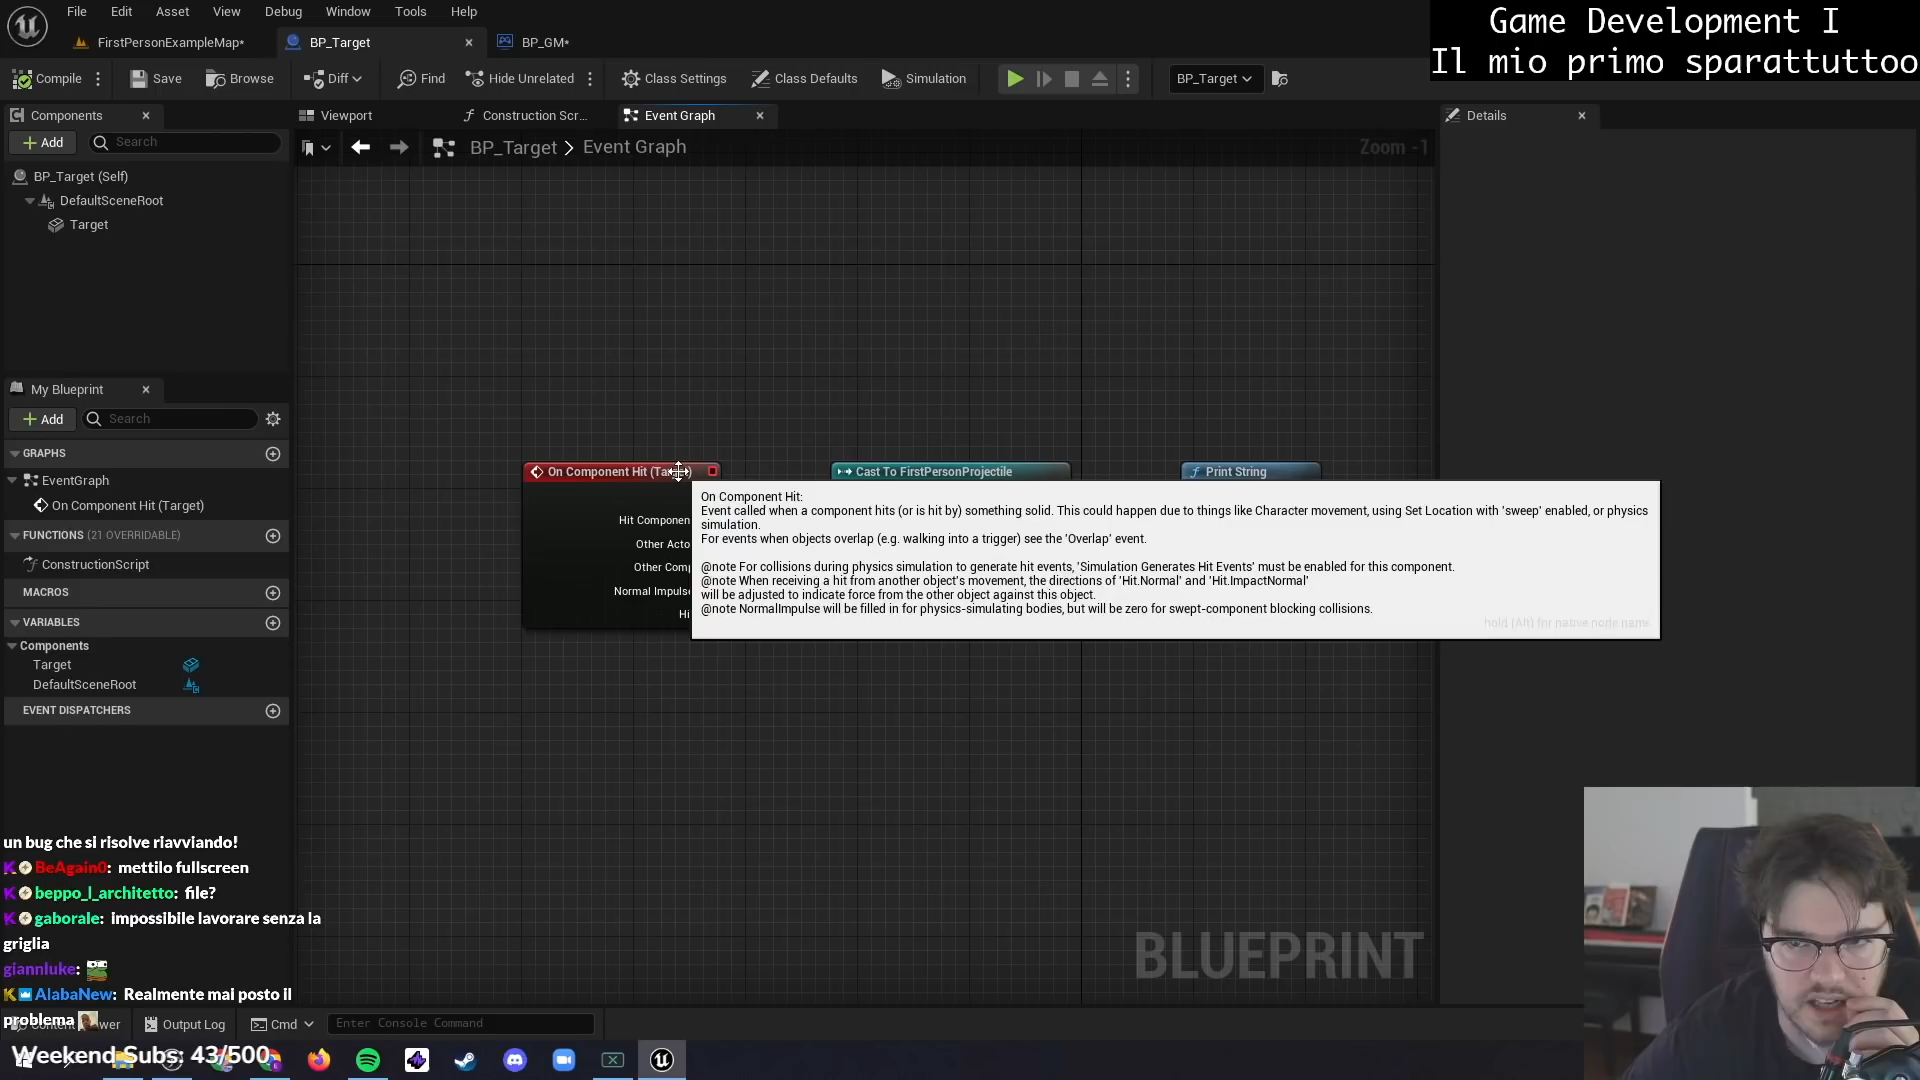 File Edit Asset View Debug Window Tools Help
Game Development I
Il mio primo sparattuttoo
FirstPersonExampleMap* BP_Target BP_GM*
Compile Save Browse Diff Find Hide Unrelated Class Settings Class Defaults Simulation BP_Target
Components Viewport Construction Scr... Event Graph Details
Add Search
BP_Target > Event Graph Zoom -1
BP_Target (Self)
DefaultSceneRoot
Target
My Blueprint
Add Search
GRAPHS
EventGraph
On Component Hit (Target)
FUNCTIONS (21 OVERRIDABLE)
ConstructionScript
MACROS
VARIABLES
Components
Target
DefaultSceneRoot
EVENT DISPATCHERS
On Component Hit (Target) Cast To FirstPersonProjectile Print String
Hit Componen
Other Acto
Other Comp
Normal Impulse
Hi
On Component Hit:
Event called when a component hits (or is hit by) something solid. This could happen due to things like Character movement, using Set Location with 'sweep' enabled, or physics
simulation.
For events when objects overlap (e.g. walking into a trigger) see the 'Overlap' event.
@note For collisions during physics simulation to generate hit events, 'Simulation Generates Hit Events' must be enabled for this component.
@note When receiving a hit from another object's movement, the directions of 'Hit.Normal' and 'Hit.ImpactNormal'
will be adjusted to indicate force from the other object against this object.
@note NormalImpulse will be filled in for physics-simulating bodies, but will be zero for swept-component blocking collisions.
hold (Alt) for native node name
un bug che si risolve riavviando!
BeAgain0: mettilo fullscreen
beppo_l_architetto: file?
gaborale: impossibile lavorare senza la
griglia
giannluke:
AlabaNew: Realmente mai posto il
problema
BLUEPRINT
Output Log Cmd Enter Console Command
Weekend Subs: 43/500